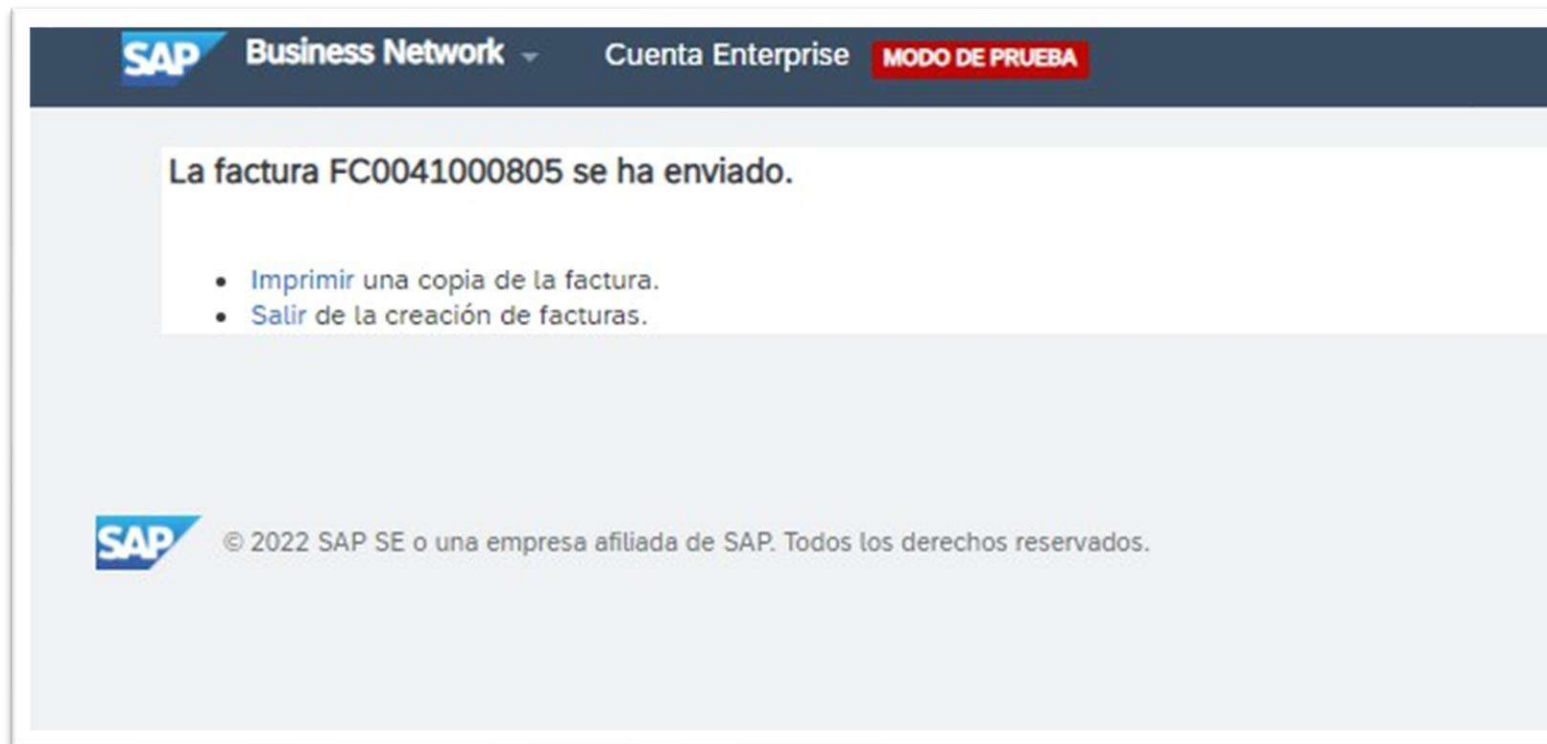 SAP Business Network Cuenta Enterprise MODO DE PRUEBA
La factura FC0041000805 se ha enviado.
• Imprimir una copia de la factura.
• Salir de la creación de facturas.
SAP © 2022 SAP SE o una empresa afiliada de SAP. Todos los derechos reservados.